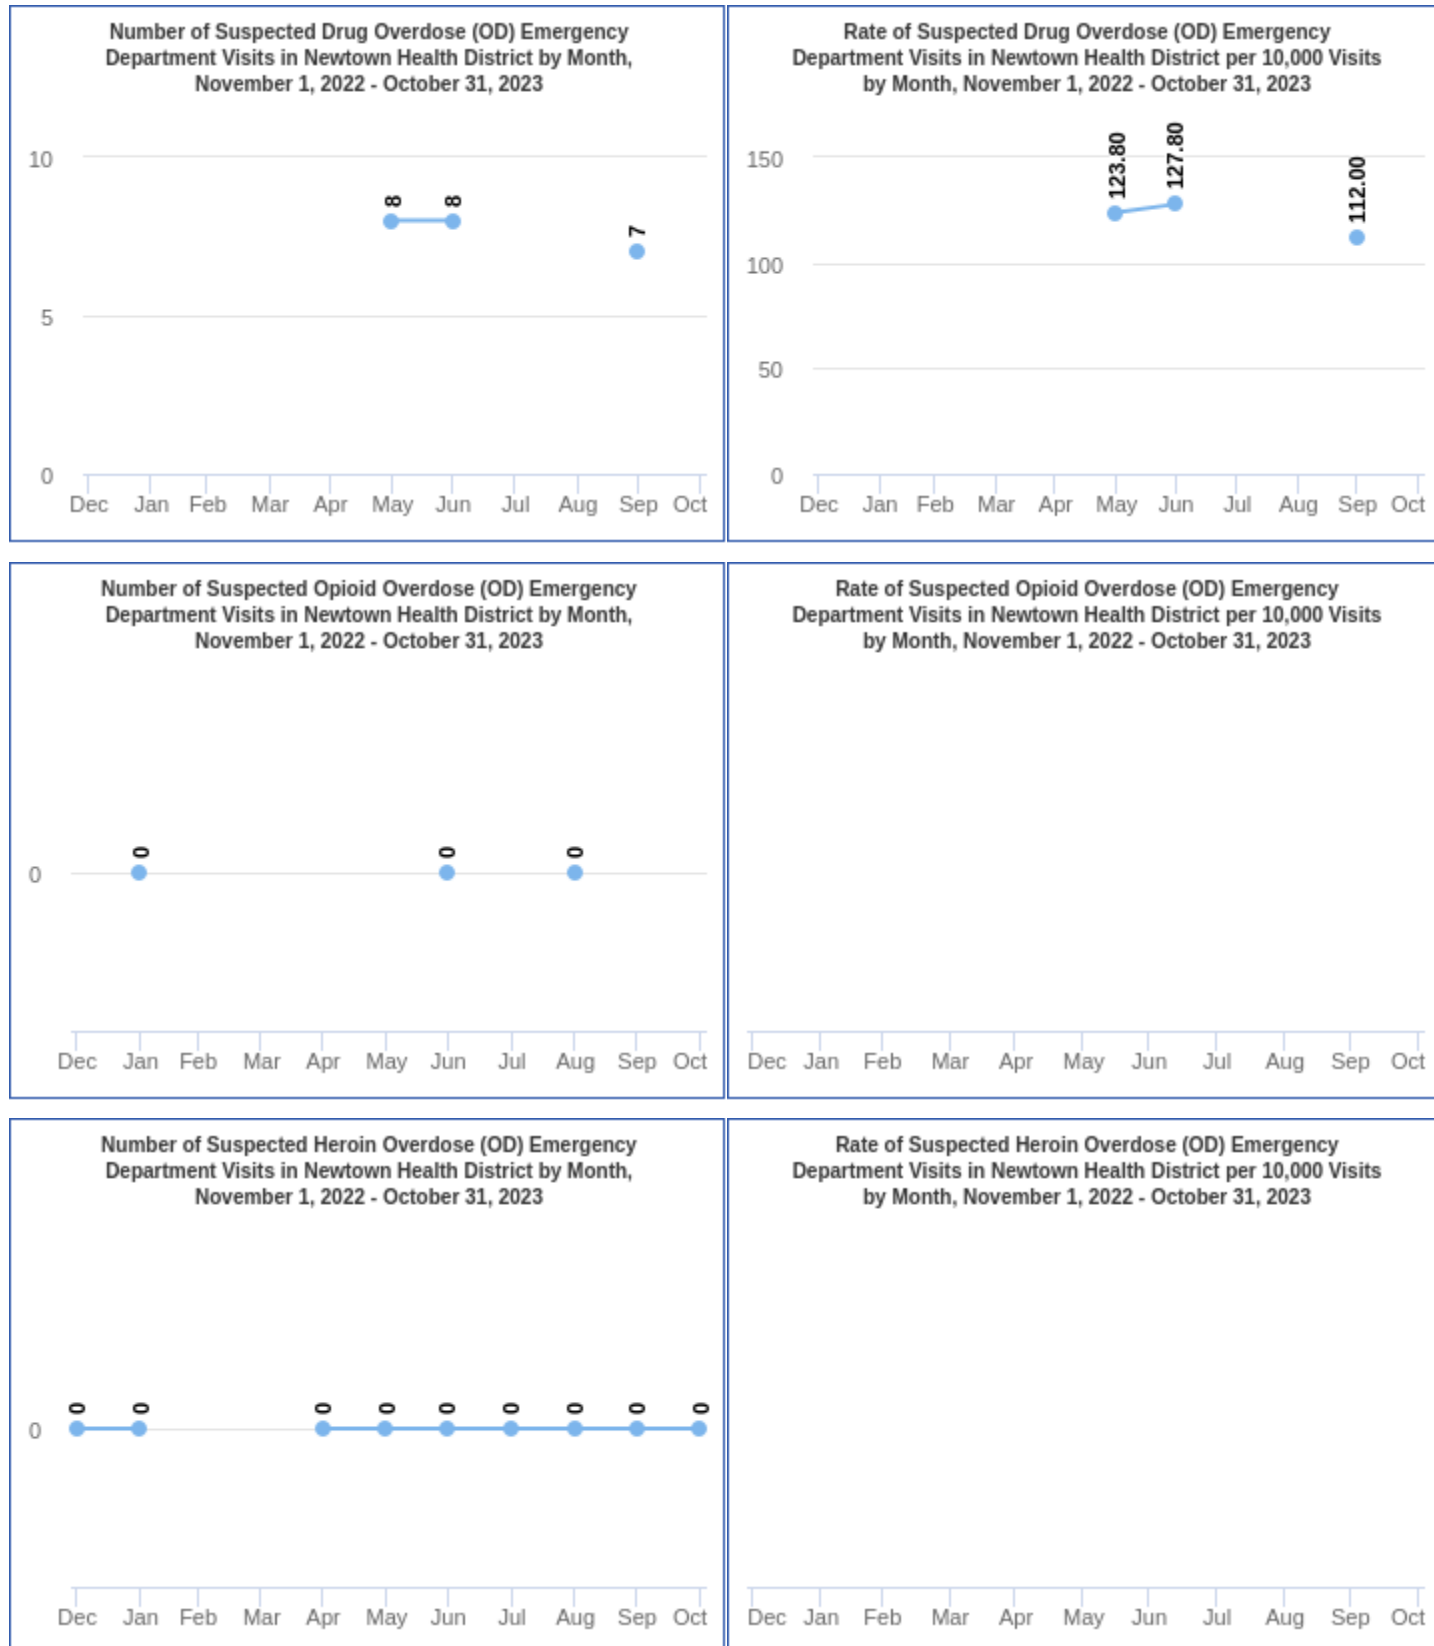 Number of Suspected Drug Overdose (OD) Emergency
Department Visits in Newtown Health District by Month,
November 1, 2022 - October 31, 2023
10
5
0
8
8
7
Dec Jan Feb Mar Apr May Jun Jul Aug Sep Oct
Rate of Suspected Drug Overdose (OD) Emergency
Department Visits in Newtown Health District per 10,000 Visits
by Month, November 1, 2022 - October 31, 2023
150
100
50
0
123.80
127.80
112.00
Dec Jan Feb Mar Apr May Jun Jul Aug Sep Oct
Number of Suspected Opioid Overdose (OD) Emergency
Department Visits in Newtown Health District by Month,
November 1, 2022 - October 31, 2023
0
0
0
0
Dec Jan Feb Mar Apr May Jun Jul Aug Sep Oct
Rate of Suspected Opioid Overdose (OD) Emergency
Department Visits in Newtown Health District per 10,000 Visits
by Month, November 1, 2022 - October 31, 2023
Dec Jan Feb Mar Apr May Jun Jul Aug Sep Oct
Number of Suspected Heroin Overdose (OD) Emergency
Department Visits in Newtown Health District by Month,
November 1, 2022 - October 31, 2023
0
0 0 0 0 0 0 0 0 0
Dec Jan Feb Mar Apr May Jun Jul Aug Sep Oct
Rate of Suspected Heroin Overdose (OD) Emergency
Department Visits in Newtown Health District per 10,000 Visits
by Month, November 1, 2022 - October 31, 2023
Dec Jan Feb Mar Apr May Jun Jul Aug Sep Oct